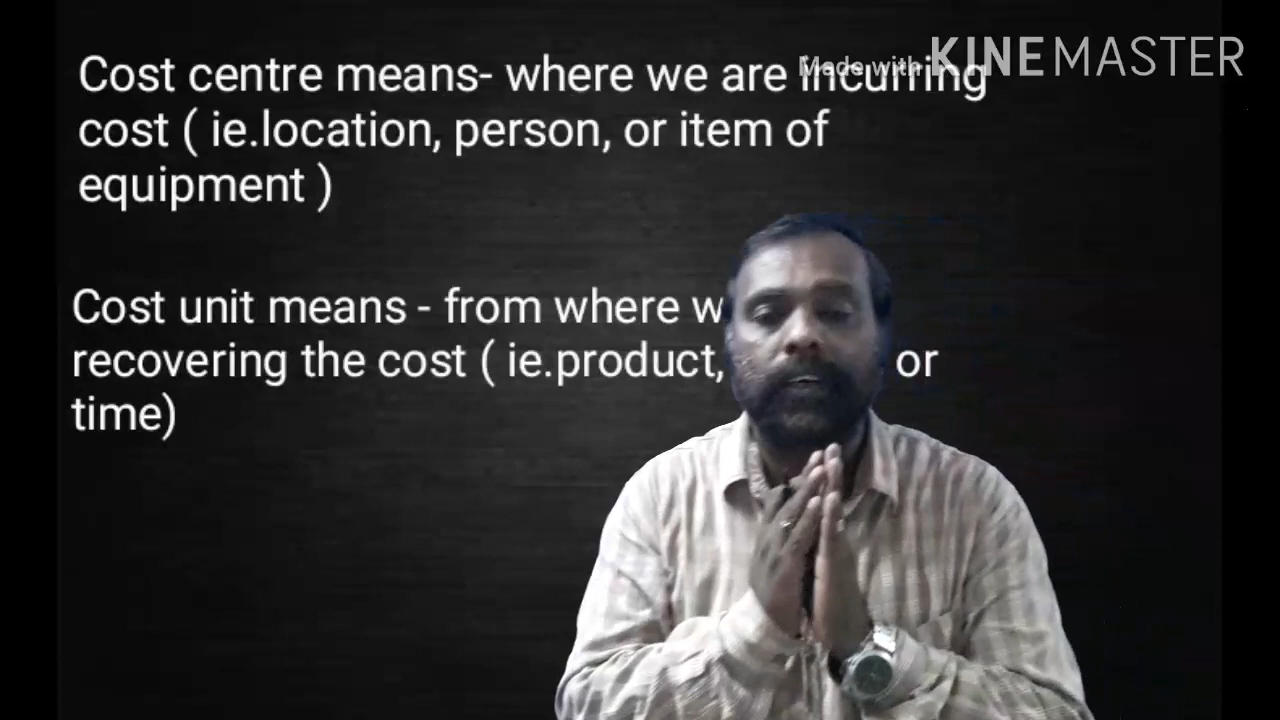 Made with KINEMASTER
Cost centre means- where we are incurring
cost ( ie.location, person, or item of
equipment )
Cost unit means - from where
recovering the cost ( ie.product, or
time)